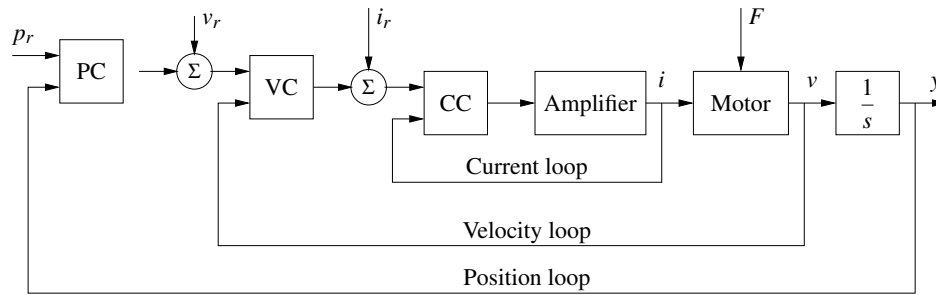 p_r
v_r
i_r
F
PC
Σ
VC
Σ
CC
Amplifier
i
Motor
v
1
s
y
Current loop
Velocity loop
Position loop